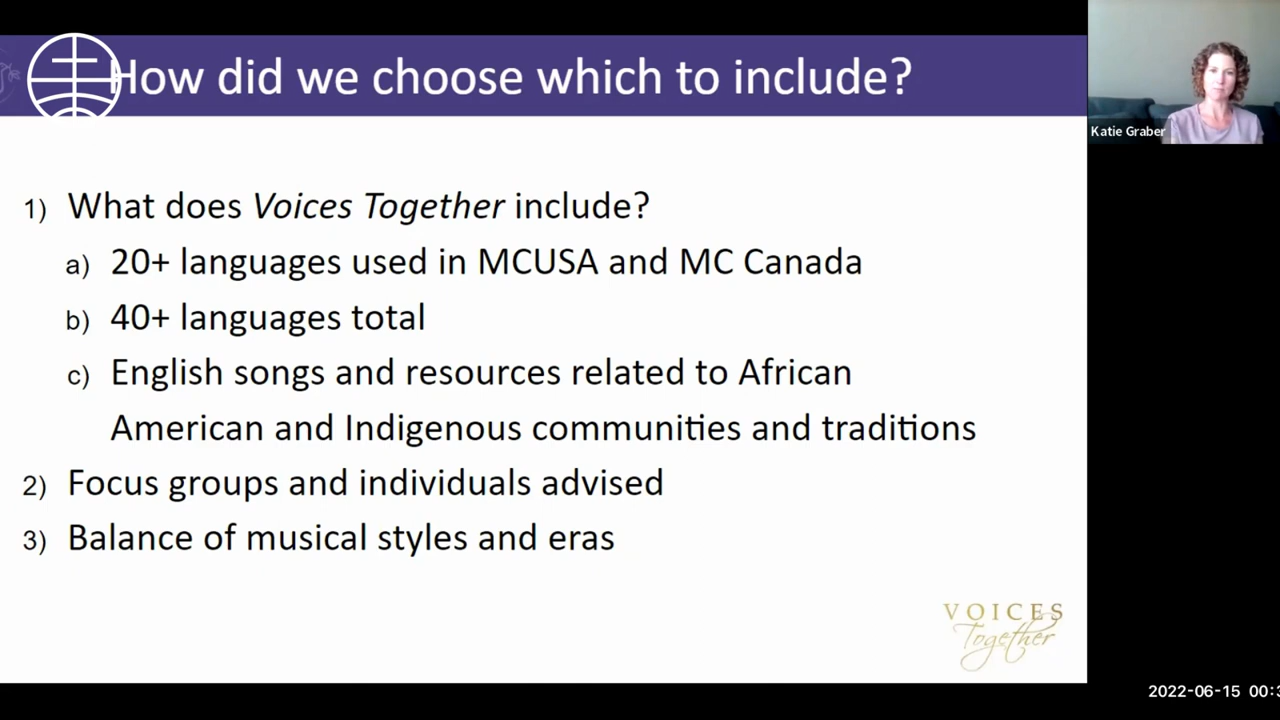 How did we choose which to include?
Katie Graber
1) What does Voices Together include?
a) 20+ languages used in MCUSA and MC Canada
b) 40+ languages total
c) English songs and resources related to African
American and Indigenous communities and traditions
2) Focus groups and individuals advised
3) Balance of musical styles and eras
VOICES
Together
2022-06-15 00:3